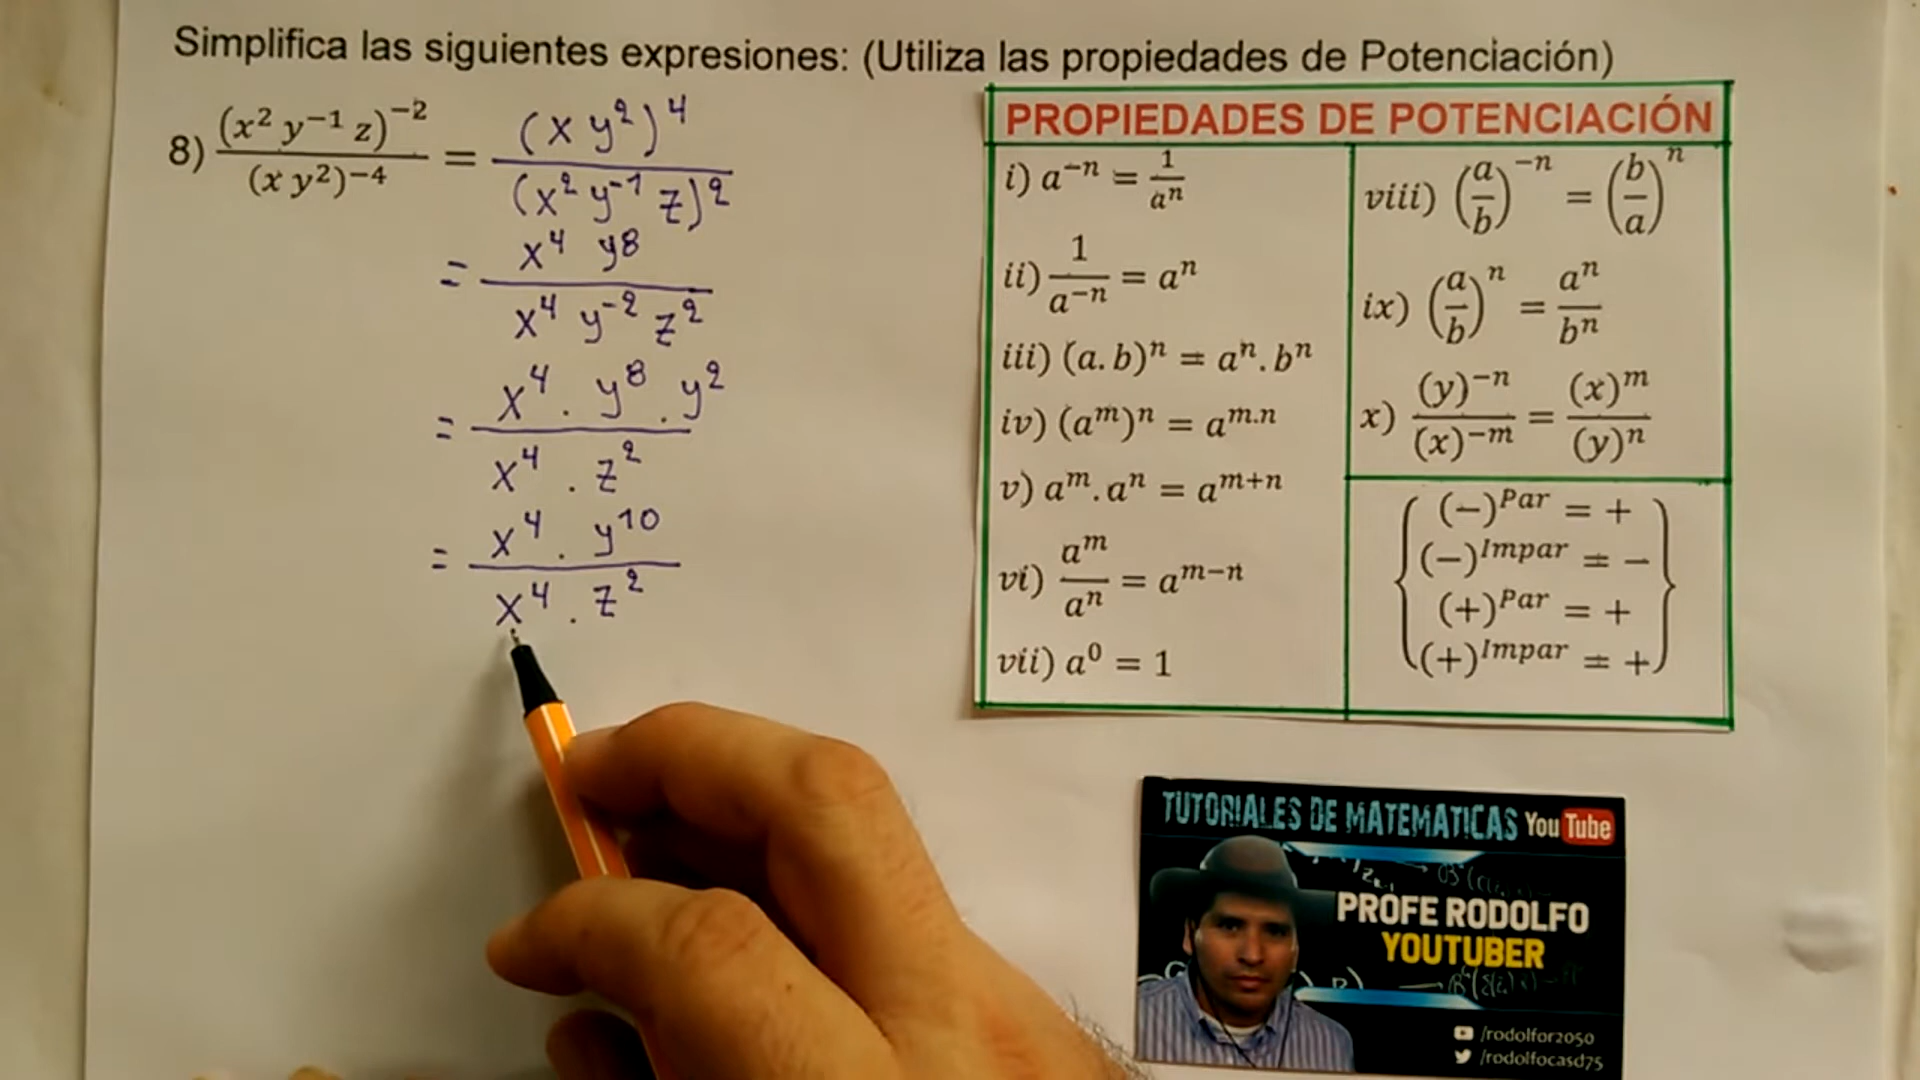 Simplifica las siguientes expresiones: (Utiliza las propiedades de Potenciación)
8) (x² y⁻¹ z)⁻² / (x y²)⁻⁴ = (x y²)⁴ / (x² y⁻¹ z)²
= x⁴ y⁸ / x⁴ y⁻² z²
= x⁴ . y⁸ . y² / x⁴ . z²
= x⁴ . y¹⁰ / x⁴ . z²
PROPIEDADES DE POTENCIACIÓN
i) a⁻ⁿ = 1/aⁿ
ii) 1/a⁻ⁿ = aⁿ
iii) (a. b)ⁿ = aⁿ. bⁿ
iv) (aᵐ)ⁿ = aᵐ·ⁿ
v) aᵐ. aⁿ = aᵐ⁺ⁿ
vi) aᵐ/aⁿ = aᵐ⁻ⁿ
vii) a⁰ = 1
viii) (a/b)⁻ⁿ = (b/a)ⁿ
ix) (a/b)ⁿ = aⁿ/bⁿ
x) (y)⁻ⁿ/(x)⁻ᵐ = (x)ᵐ/(y)ⁿ
(−)^Par = +
(−)^Impar = −
(+)^Par = +
(+)^Impar = +
TUTORIALES DE MATEMATICAS YouTube
PROFE RODOLFO
YOUTUBER
/rodolfor2050
/rodolfocasd75